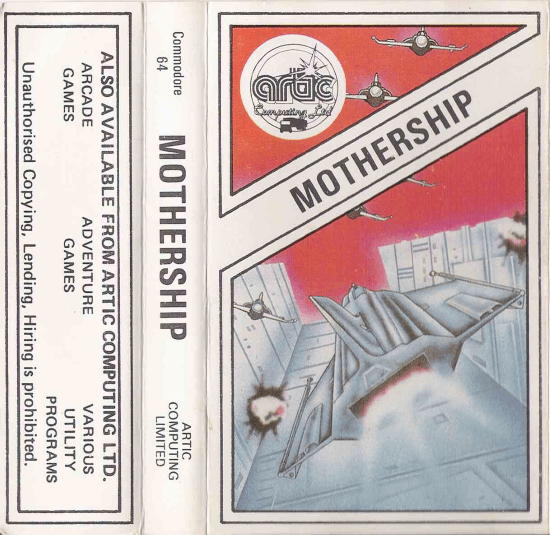 ALSO AVAILABLE FROM ARTIC COMPUTING LTD.
ARCADE GAMES
ADVENTURE GAMES
VARIOUS UTILITY PROGRAMS
Unauthorised Copying, Lending, Hiring is prohibited.
Commodore
64
MOTHERSHIP
ARTIC
COMPUTING
LIMITED
artic
Computing Ltd
MOTHERSHIP